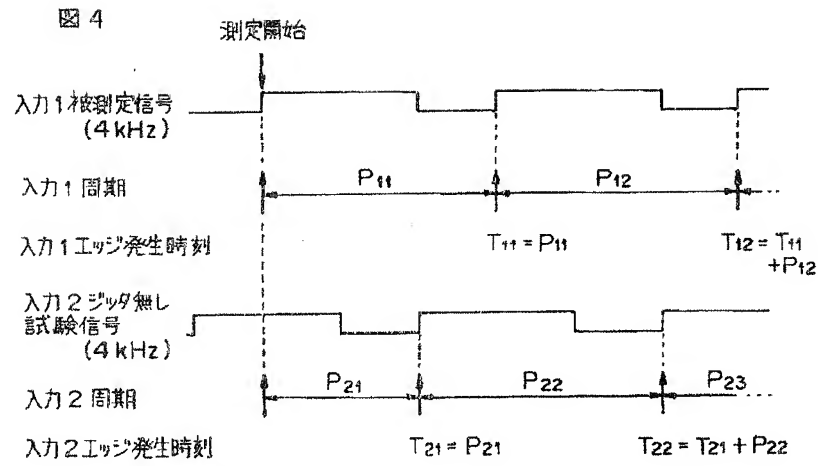 図4
測定開始
入力1被測定信号
(4kHz)
P11
P12
入力1周期
入力1エッジ発生時刻
T11=P11
T12=T11
+P12
入力2ジッタ無し
試験信号
(4kHz)
P21
P22
P23
入力2周期
入力2エッジ発生時刻
T21=P21
T22=T21+P22